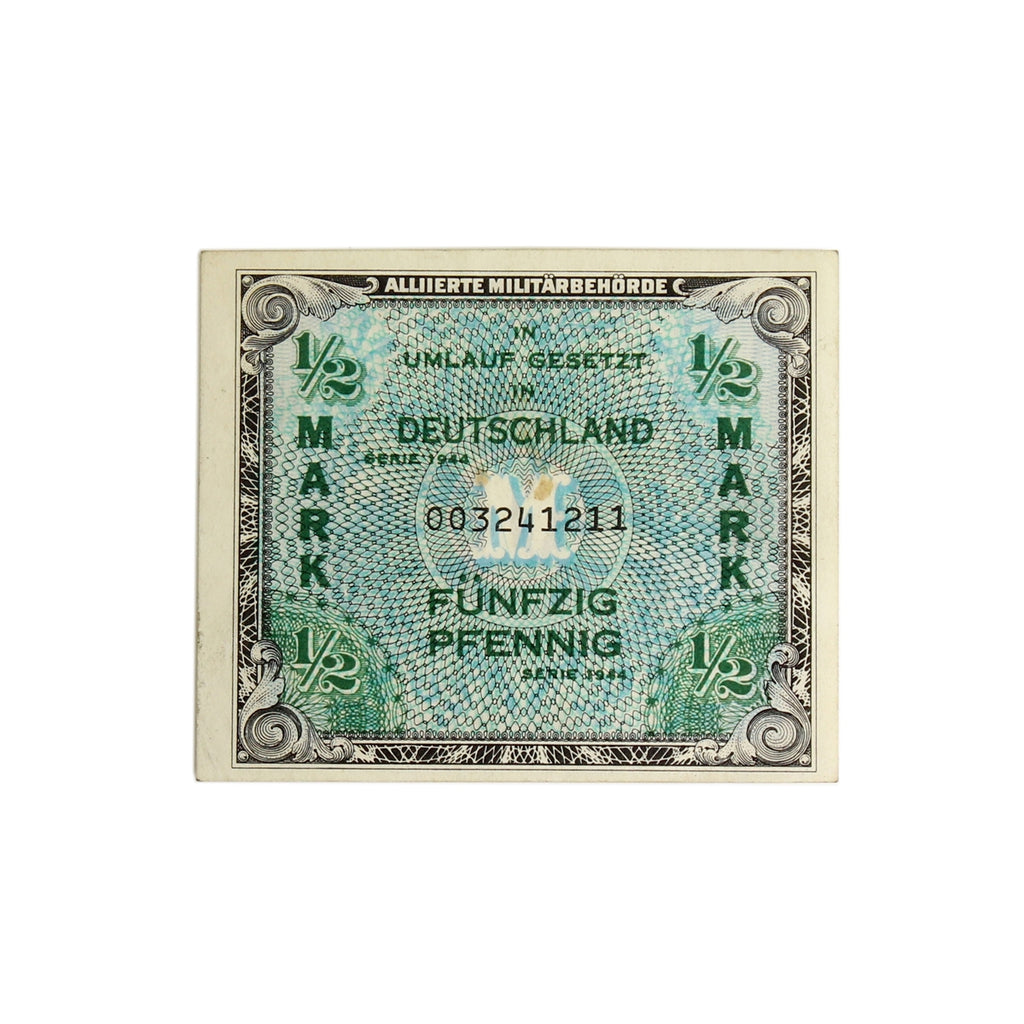 ALLIIERTE MILITÄRBEHÖRDE
IN
UMLAUF GESETZT
IN
DEUTSCHLAND
SERIE 1944
1/2
MARK
1/2
1/2
MARK
1/2
M
003241211
FÜNFZIG
PFENNIG
SERIE 1944